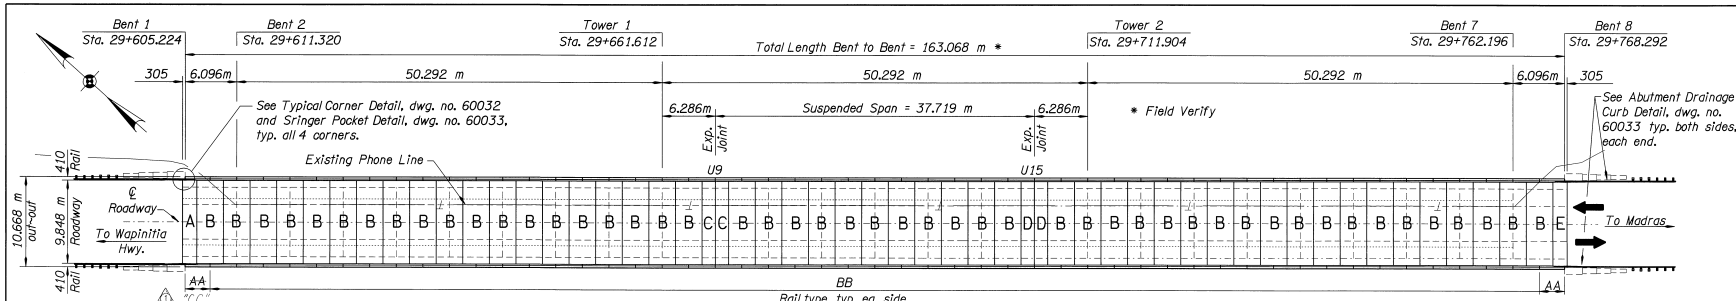 Bent 1
Sta. 29+605.224
Bent 2
Sta. 29+611.320
Tower 1
Sta. 29+661.612
Tower 2
Sta. 29+711.904
Bent 7
Sta. 29+762.196
Bent 8
Sta. 29+768.292
Total Length Bent to Bent = 163.068 m *
305
6.096m
50.292 m
50.292 m
50.292 m
6.096m
305
See Typical Corner Detail, dwg. no. 60032
and Sringer Pocket Detail, dwg. no. 60033,
typ. all 4 corners.
6.286m
Suspended Span = 37.719 m
6.286m
* Field Verify
See Abutment Drainage
Curb Detail, dwg. no.
60033 typ. both sides,
each end.
Exp.
Joint
Exp.
Joint
Existing Phone Line
U9
U15
410
Rail
10.668 m
out-out
9.848 m
Roadway
410
Rail
℄
Roadway
To Wapinitia
Hwy.
A B B B B B B B B B B B B B B B B B B B C C B B B B B B B B B B B D D B B B B B B B B B B B B B B B B B B B E
To Madras
AA
BB
AA
1
"CC"
Rail type, typ. ea. side